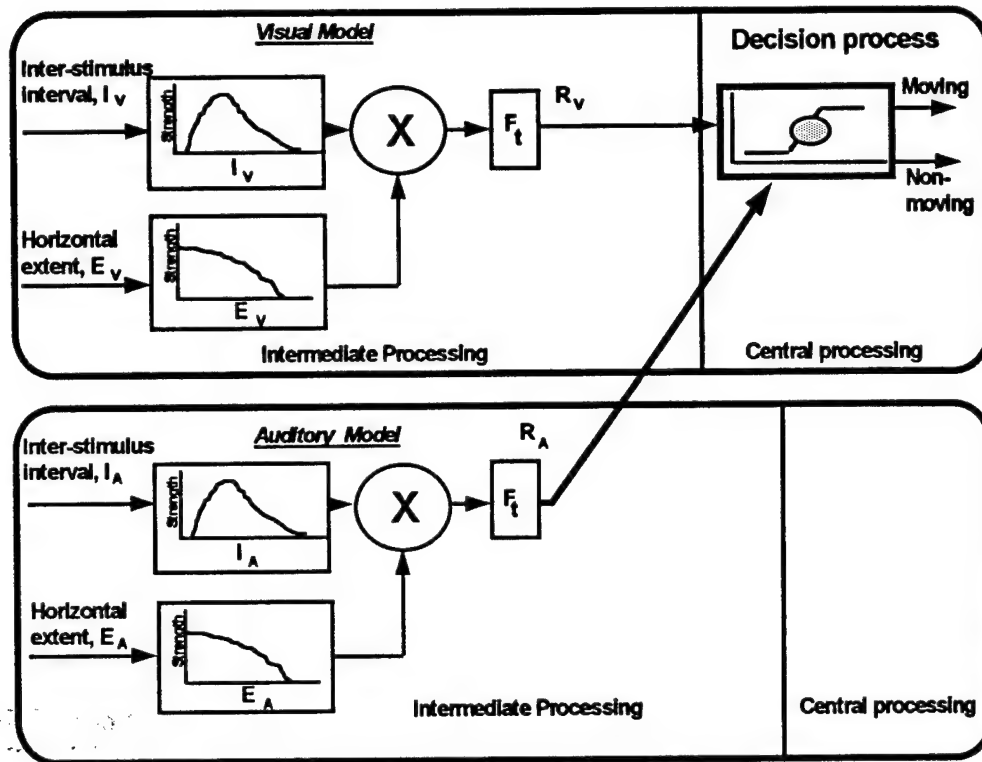 Visual Model
Inter-stimulus
interval, I V
Strength
I V
X
F t
R V
Decision process
Moving
Non-
moving
Horizontal
extent, E V
Strength
E V
Intermediate Processing
Central processing
Auditory Model
Inter-stimulus
interval, I A
Strength
I A
X
F t
R A
Horizontal
extent, E A
Strength
E A
Intermediate Processing
Central processing